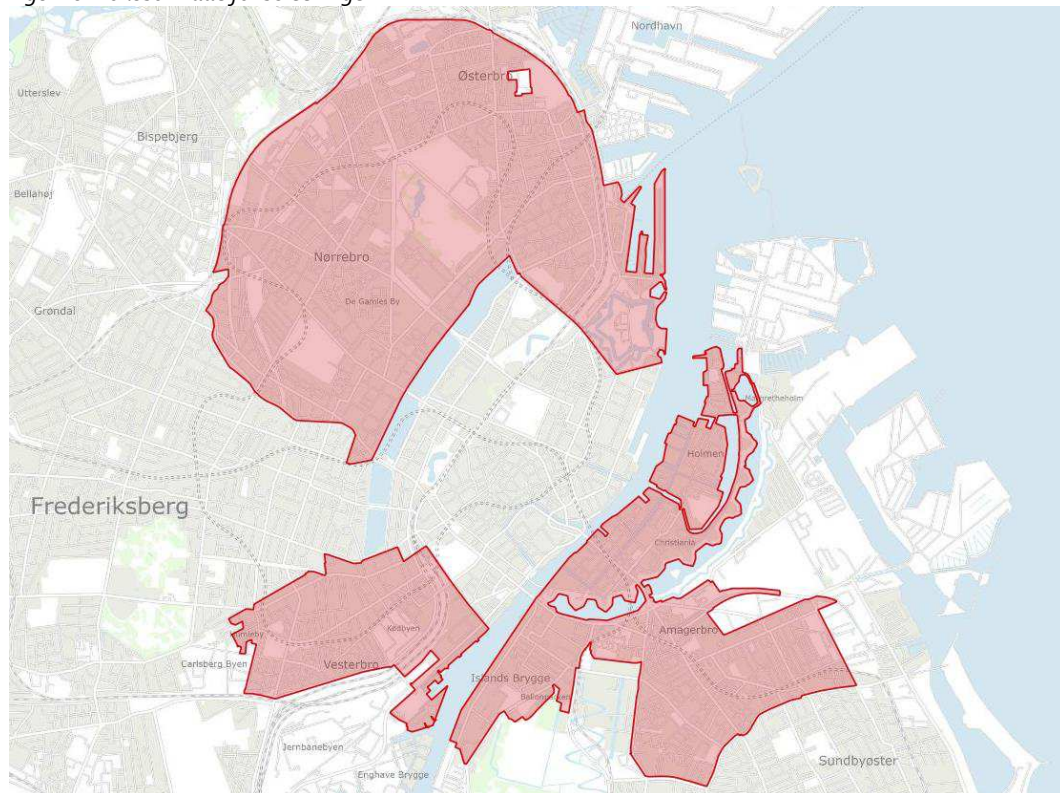 Nordhavn
Østerbro
Utterslev
Bispebjerg
Bellahøj
Nørrebro
De Gamles By
Grøndal
Holmen
Frederiksberg
Christiania
Amagerbro
Kødbyen
Carlsberg Byen
Vesterbro
Islands Brygge
Jernbanebyen
Enghave Brygge
Sundbyøster